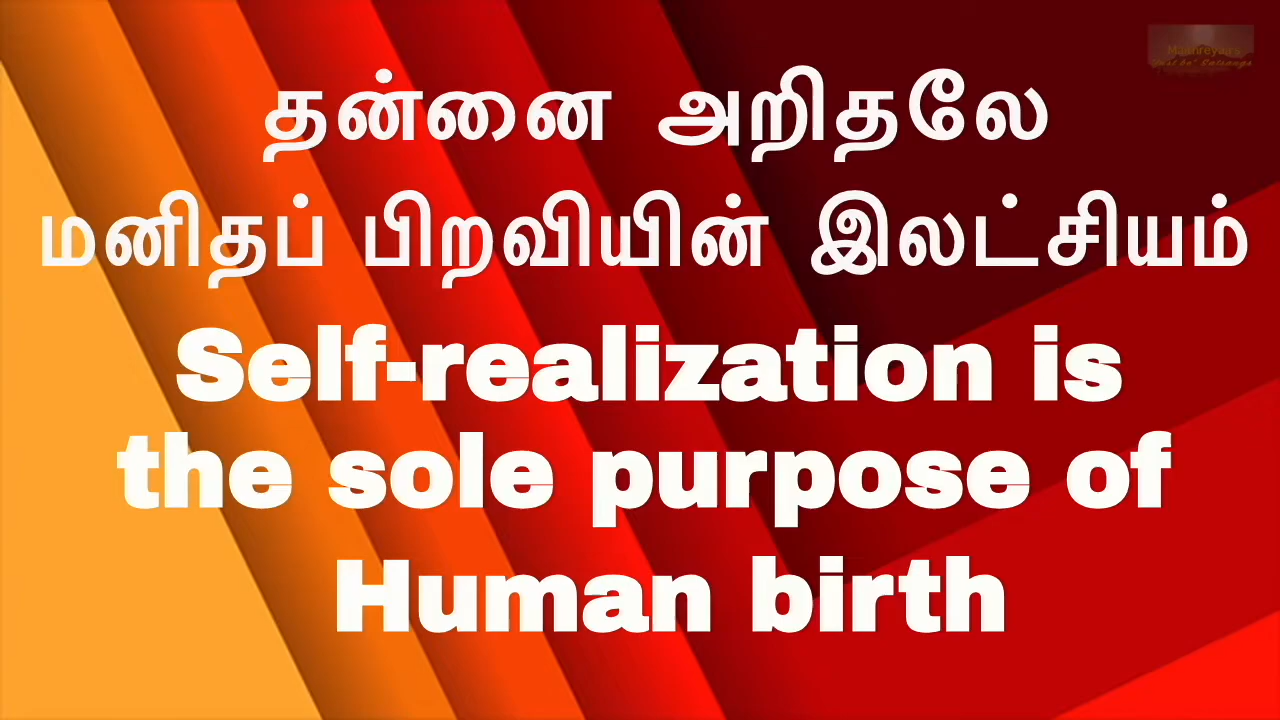 தன்னை அறிதலே
மனிதப் பிறவியின் இலட்சியம்
Self-realization is
the sole purpose of
Human birth